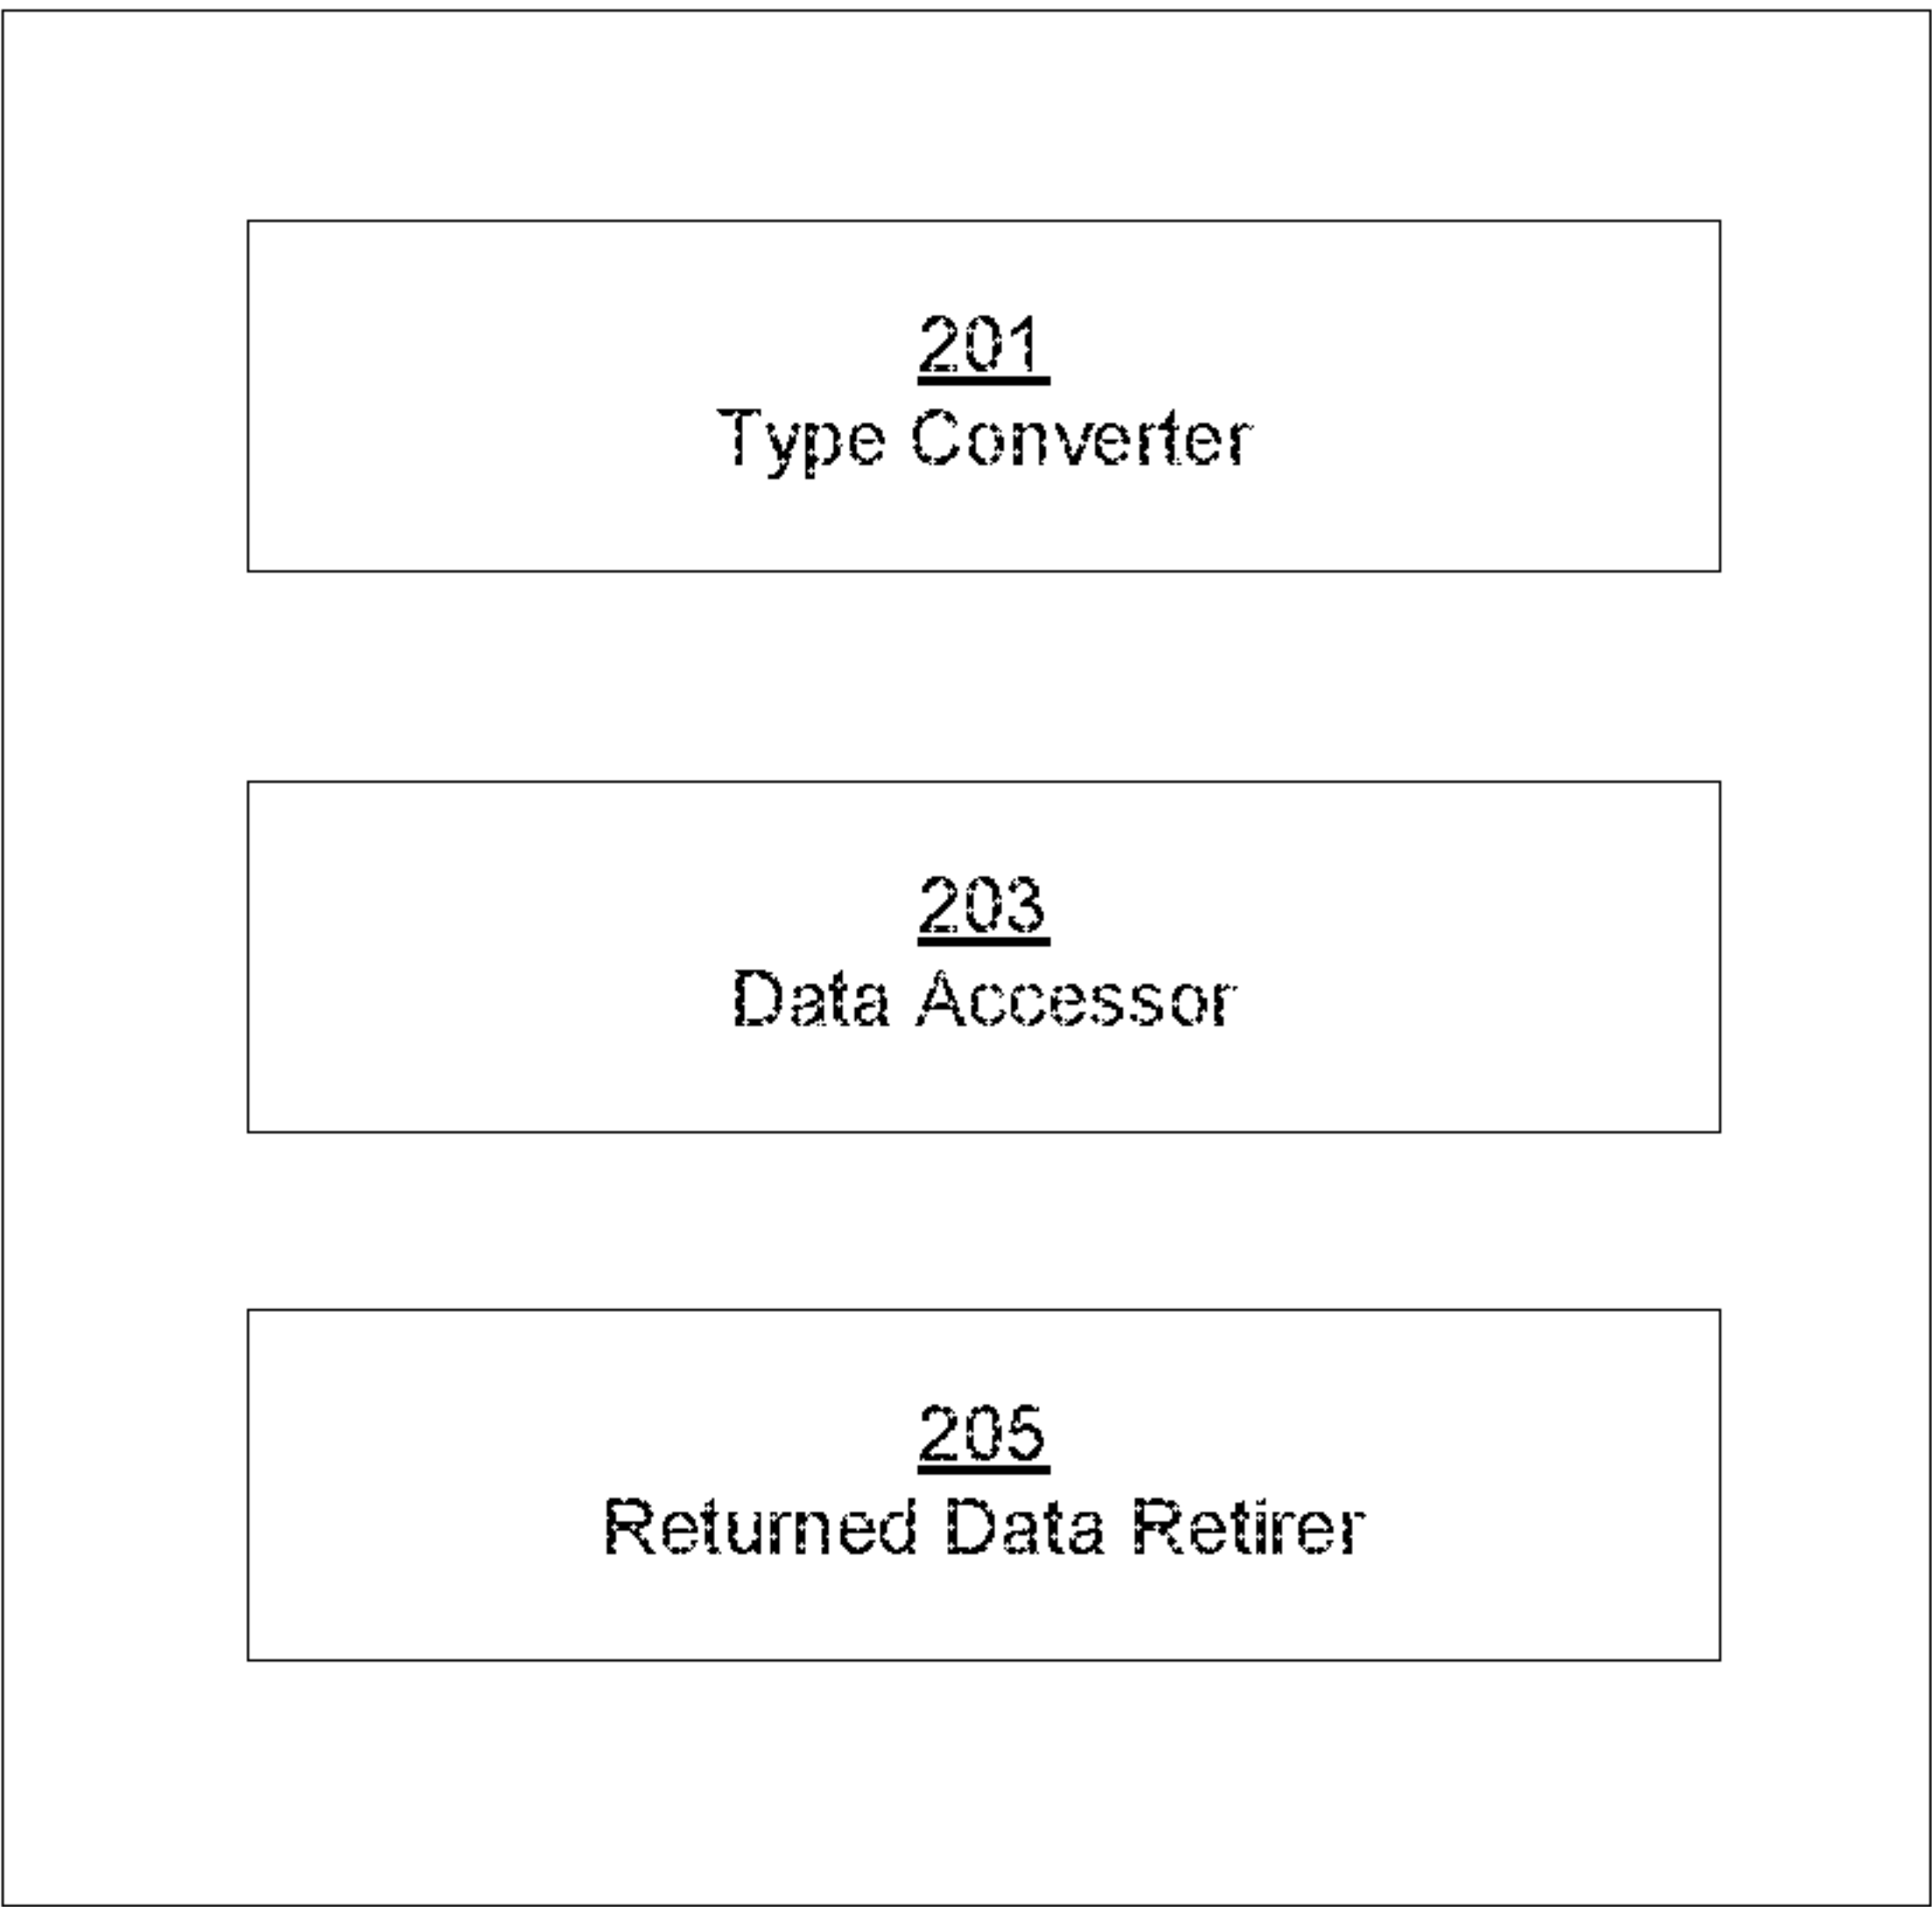 201
Type Converter
203
Data Accessor
205
Returned Data Retirer